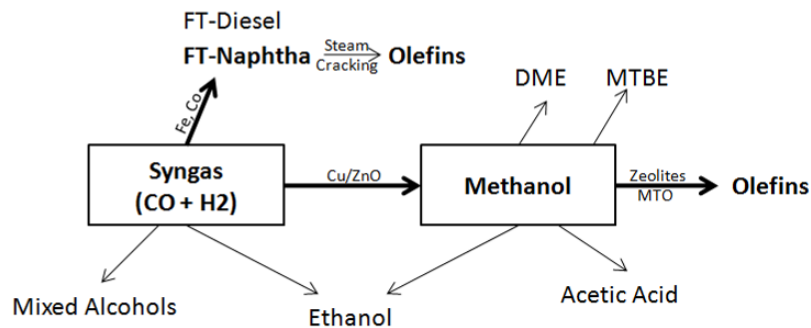 FT-Diesel
FT-Naphtha Steam Cracking Olefins
Fe, Co
DME
MTBE
Syngas
(CO + H2)
Cu/ZnO
Methanol
Zeolites
MTO
Olefins
Mixed Alcohols
Ethanol
Acetic Acid